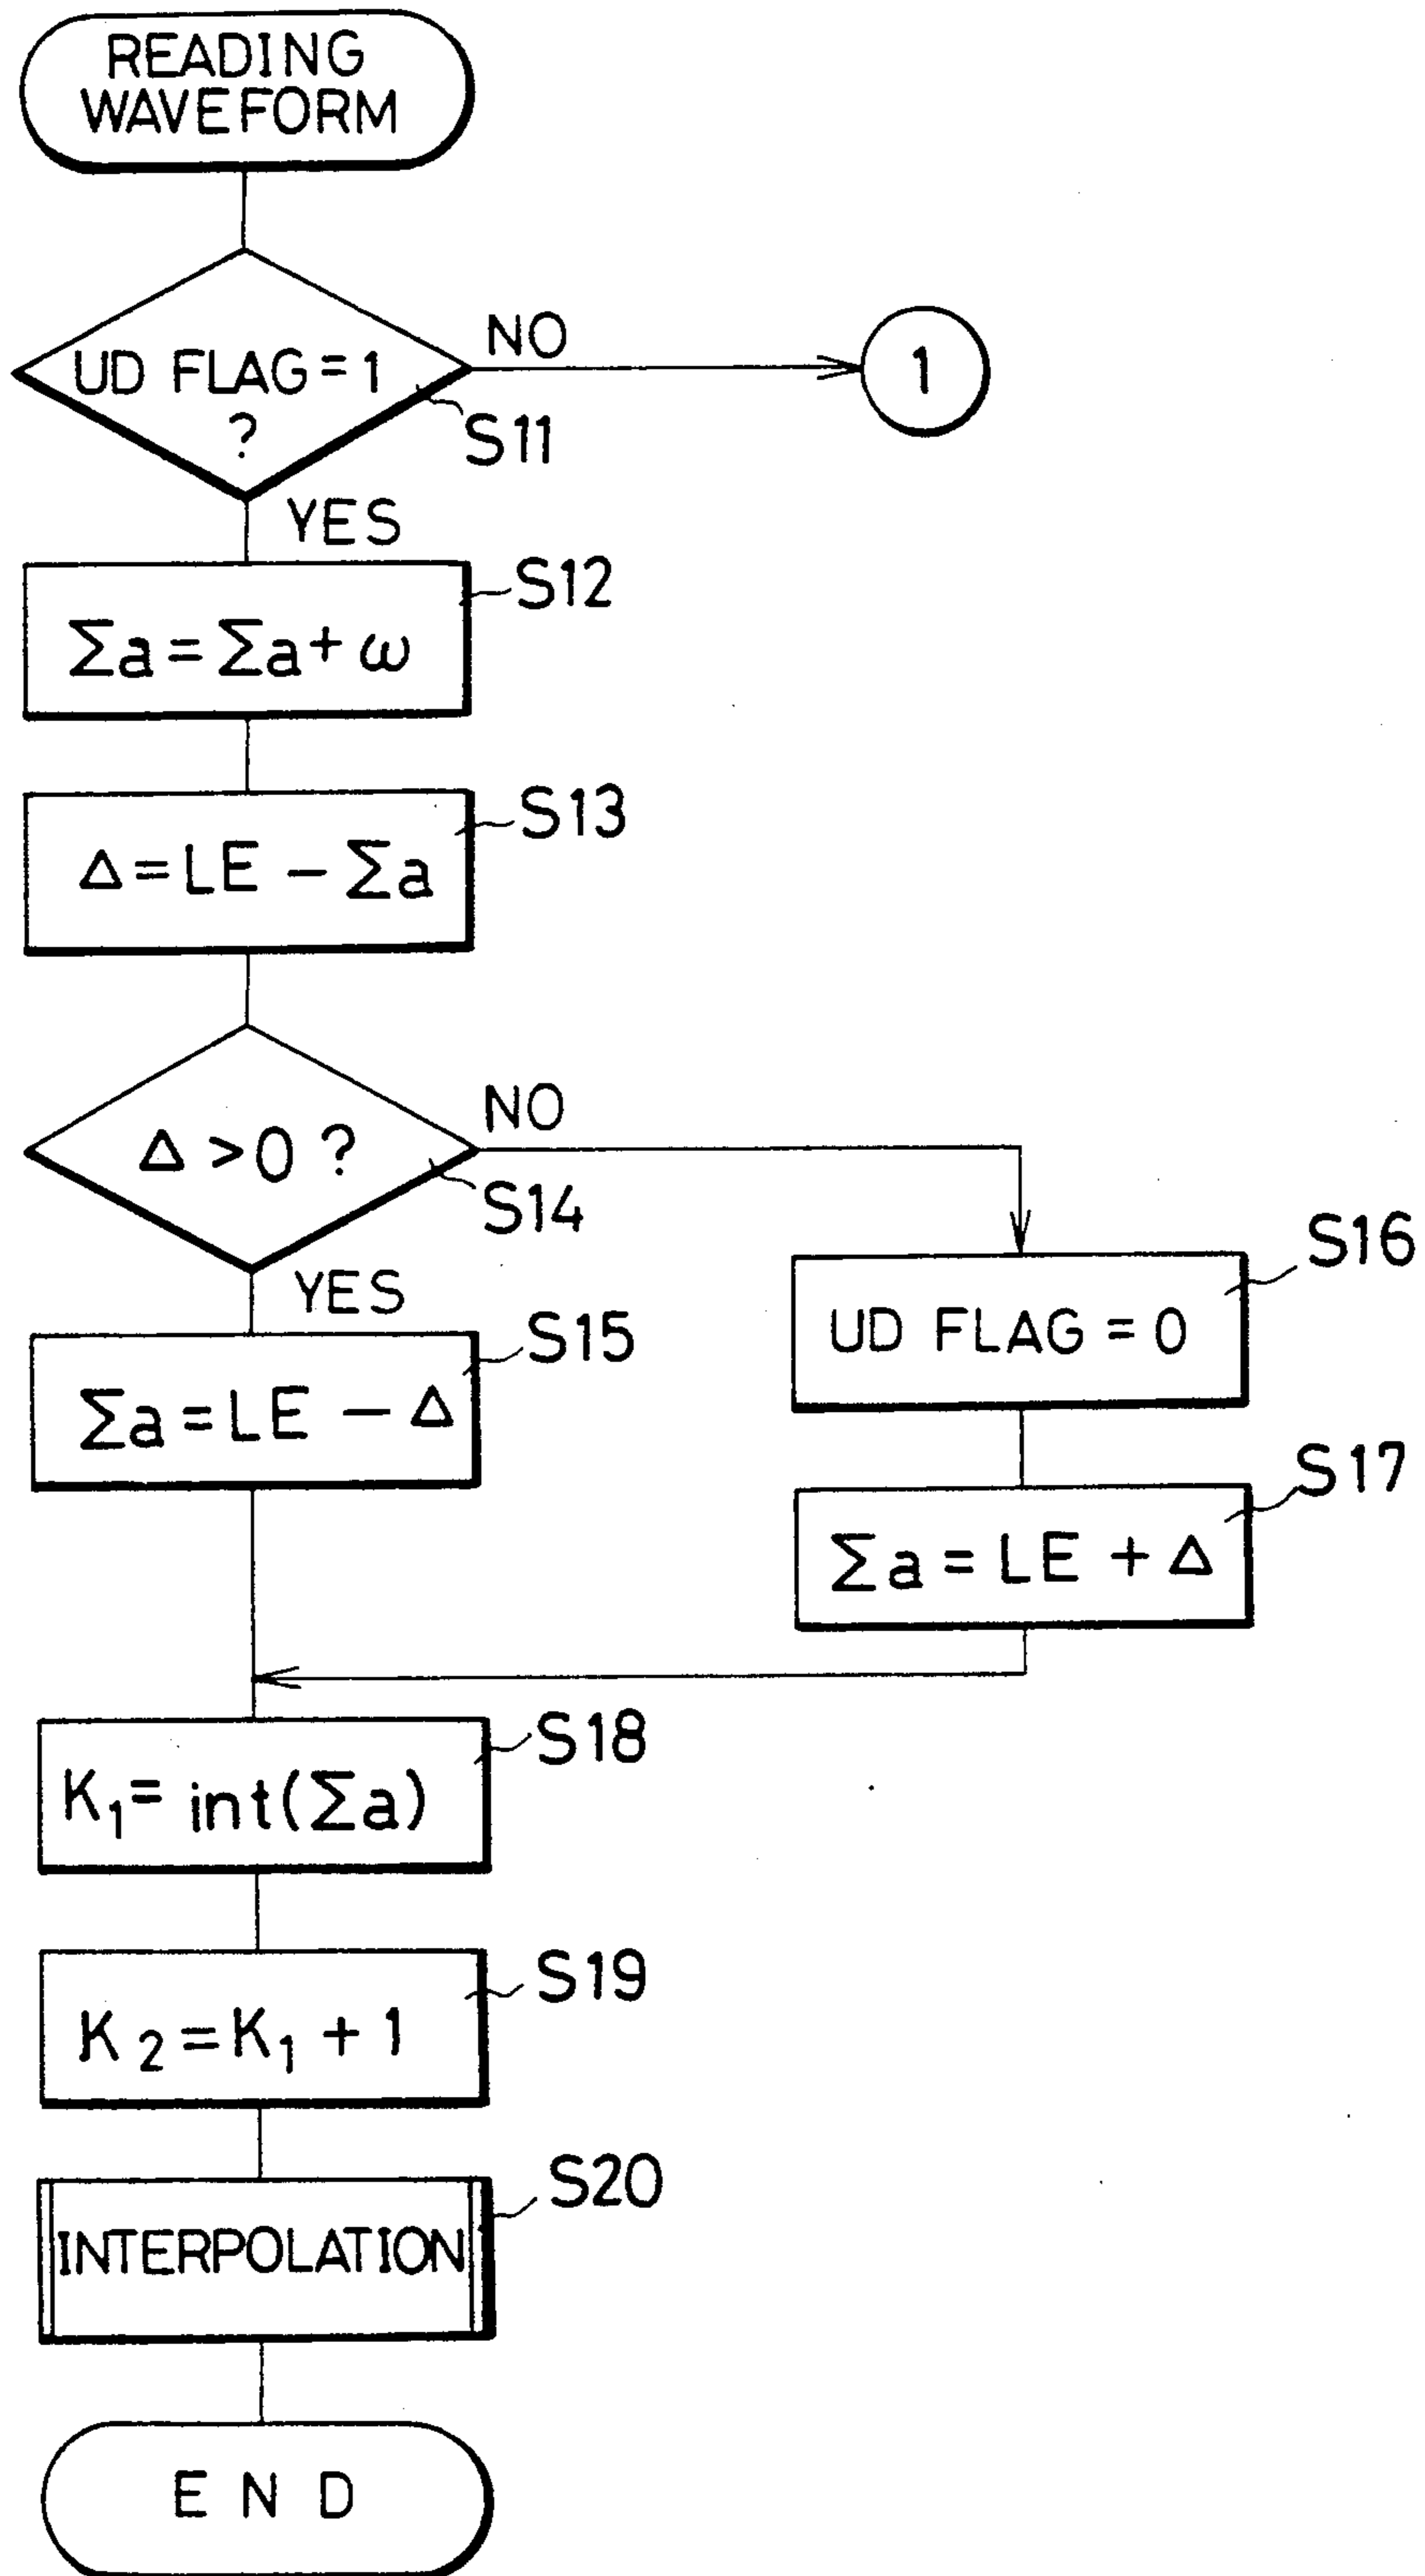 READING
WAVEFORM
UD FLAG = 1
?
S11
NO
1
YES
S12
Σa = Σa + ω
S13
Δ = LE - Σa
Δ > 0 ?
S14
NO
YES
S15
Σa = LE - Δ
S16
UD FLAG = 0
S17
Σa = LE + Δ
S18
K₁ = int(Σa)
S19
K₂ = K₁ + 1
S20
INTERPOLATION
END